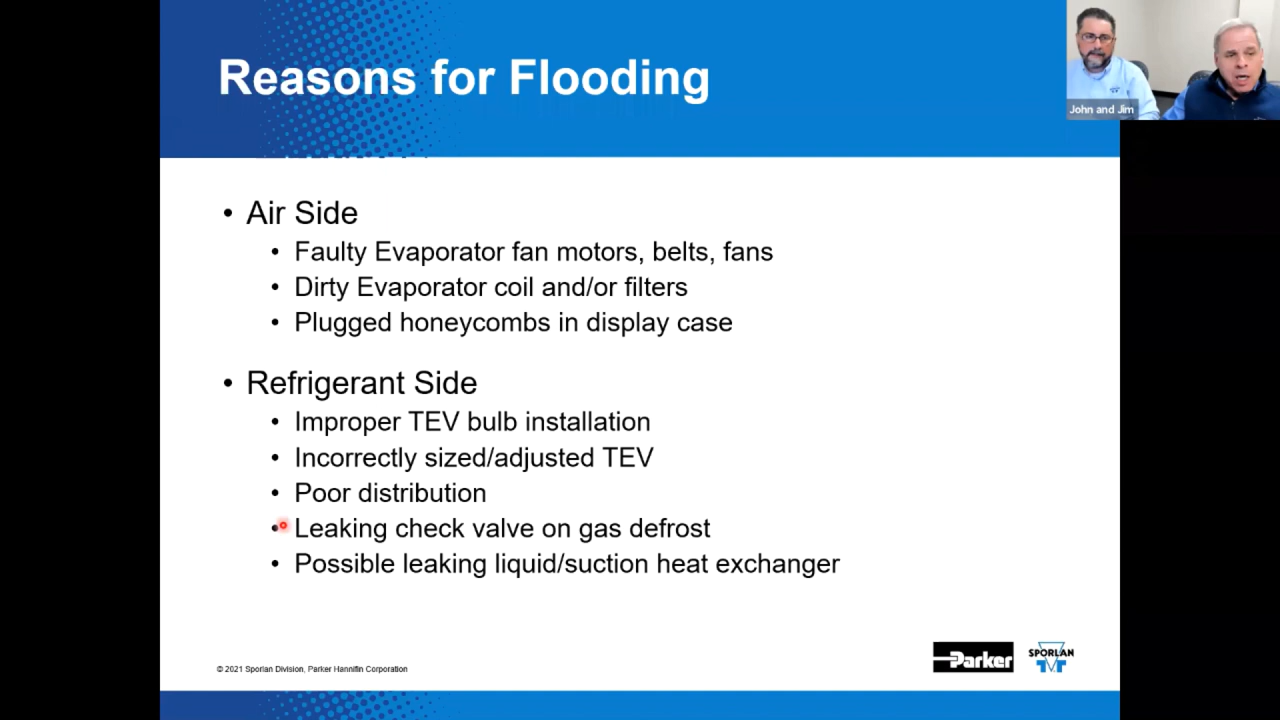 Reasons for Flooding
John and Jim
• Air Side
• Faulty Evaporator fan motors, belts, fans
• Dirty Evaporator coil and/or filters
• Plugged honeycombs in display case
• Refrigerant Side
• Improper TEV bulb installation
• Incorrectly sized/adjusted TEV
• Poor distribution
• Leaking check valve on gas defrost
• Possible leaking liquid/suction heat exchanger
© 2021 Sporlan Division, Parker Hannifin Corporation
Parker
SPORLAN